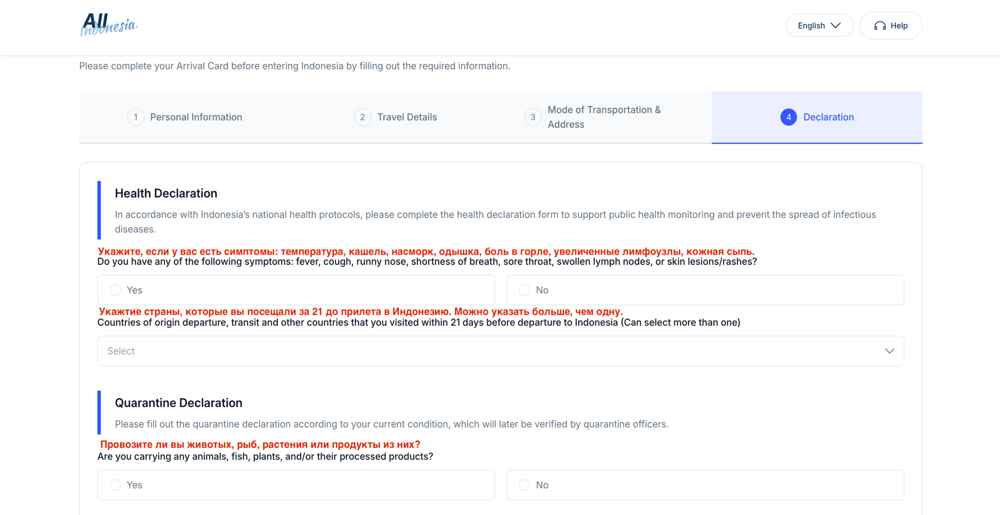 All
Indonesia
English
Help
Please complete your Arrival Card before entering Indonesia by filling out the required information.
1 Personal Information
2 Travel Details
3 Mode of Transportation &
Address
4 Declaration
Health Declaration
In accordance with Indonesia’s national health protocols, please complete the health declaration form to support public health monitoring and prevent the spread of infectious
diseases.
Укажите, если у вас есть симптомы: температура, кашель, насморк, одышка, боль в горле, увеличенные лимфоузлы, кожная сыпь.
Do you have any of the following symptoms: fever, cough, runny nose, shortness of breath, sore throat, swollen lymph nodes, or skin lesions/rashes?
Yes
No
Укажтие страны, которые вы посещали за 21 до прилета в Индонезию. Можно указать больше, чем одну.
Countries of origin departure, transit and other countries that you visited within 21 days before departure to Indonesia (Can select more than one)
Select
Quarantine Declaration
Please fill out the quarantine declaration according to your current condition, which will later be verified by quarantine officers.
Провозите ли вы животых, рыб, растения или продукты из них?
Are you carrying any animals, fish, plants, and/or their processed products?
Yes
No